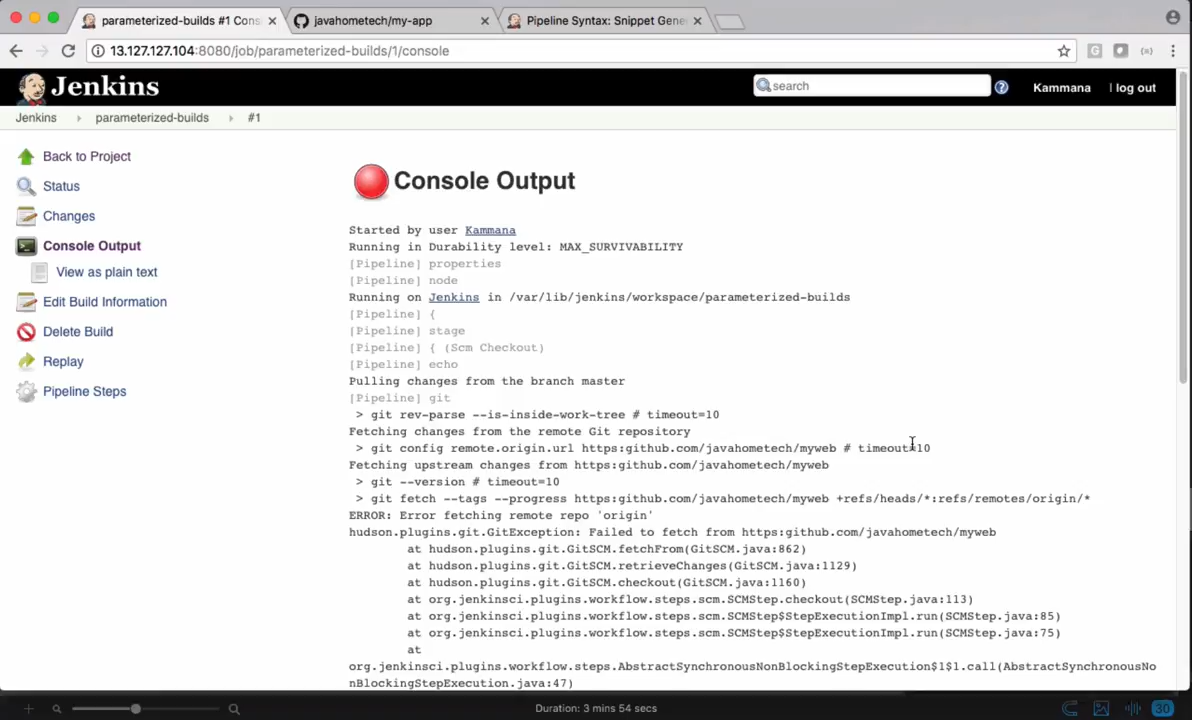 parameterized-builds #1 Cons
javahometech/my-app
Pipeline Syntax: Snippet Gene
13.127.127.104:8080/job/parameterized-builds/1/console
Jenkins
search
Kammana
log out
Jenkins
parameterized-builds
#1
Back to Project
Status
Changes
Console Output
View as plain text
Edit Build Information
Delete Build
Replay
Pipeline Steps
Console Output
Started by user Kammana
Running in Durability level: MAX_SURVIVABILITY
[Pipeline] properties
[Pipeline] node
Running on Jenkins in /var/lib/jenkins/workspace/parameterized-builds
[Pipeline] {
[Pipeline] stage
[Pipeline] { (Scm Checkout)
[Pipeline] echo
Pulling changes from the branch master
[Pipeline] git
> git rev-parse --is-inside-work-tree # timeout=10
Fetching changes from the remote Git repository
> git config remote.origin.url https:github.com/javahometech/myweb # timeout=10
Fetching upstream changes from https:github.com/javahometech/myweb
> git --version # timeout=10
> git fetch --tags --progress https:github.com/javahometech/myweb +refs/heads/*:refs/remotes/origin/*
ERROR: Error fetching remote repo 'origin'
hudson.plugins.git.GitException: Failed to fetch from https:github.com/javahometech/myweb
at hudson.plugins.git.GitSCM.fetchFrom(GitSCM.java:862)
at hudson.plugins.git.GitSCM.retrieveChanges(GitSCM.java:1129)
at hudson.plugins.git.GitSCM.checkout(GitSCM.java:1160)
at org.jenkinsci.plugins.workflow.steps.scm.SCMStep.checkout(SCMStep.java:113)
at org.jenkinsci.plugins.workflow.steps.scm.SCMStep$StepExecutionImpl.run(SCMStep.java:85)
at org.jenkinsci.plugins.workflow.steps.scm.SCMStep$StepExecutionImpl.run(SCMStep.java:75)
at
org.jenkinsci.plugins.workflow.steps.AbstractSynchronousNonBlockingStepExecution$1$1.call(AbstractSynchronousNo
nBlockingStepExecution.java:47)
Duration: 3 mins 54 secs
30